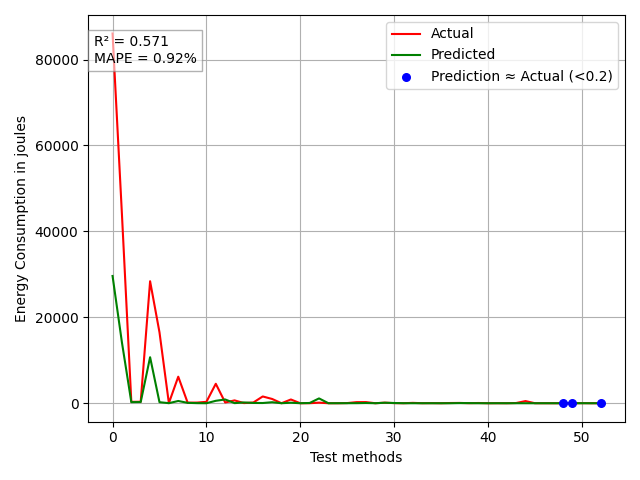 R² = 0.571
MAPE = 0.92%
Actual
Predicted
Prediction ≈ Actual (<0.2)
Energy Consumption in joules
80000
60000
40000
20000
0
0 10 20 30 40 50
Test methods